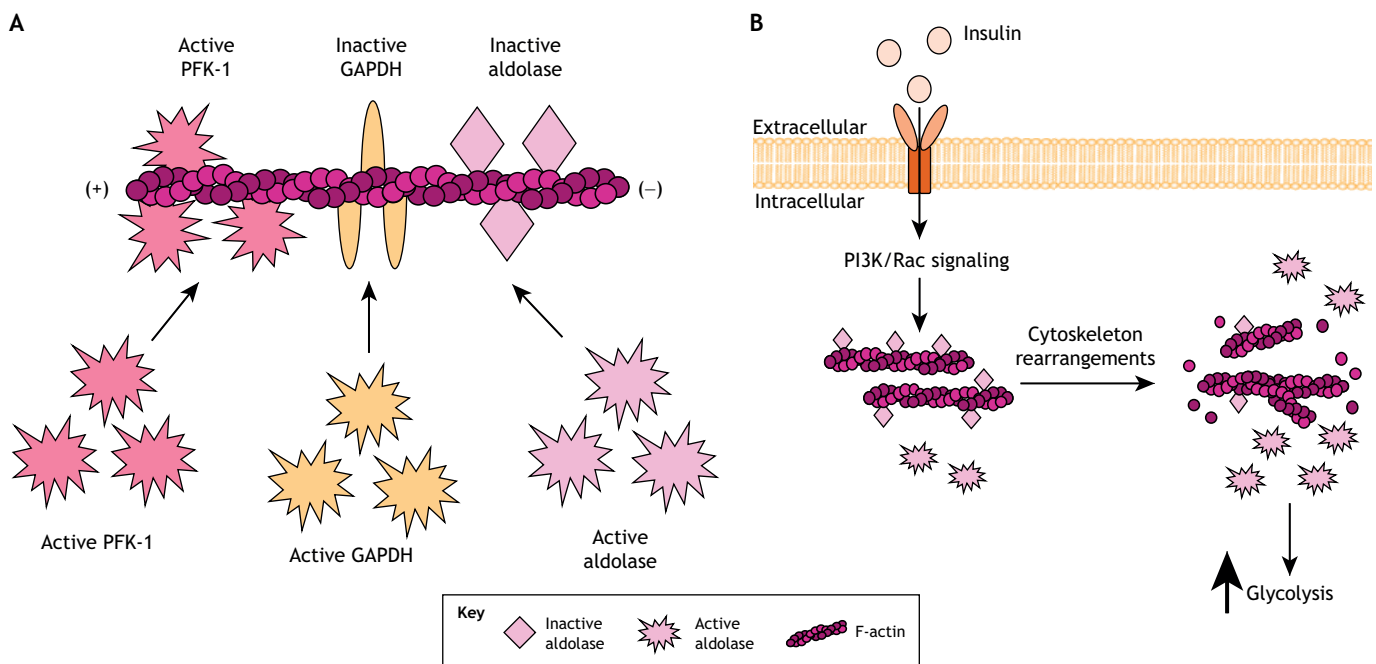 A
Active
PFK-1
Inactive
GAPDH
Inactive
aldolase
(+)
(−)
Active PFK-1
Active GAPDH
Active
aldolase
B
Insulin
Extracellular
Intracellular
PI3K/Rac signaling
Cytoskeleton
rearrangements
Glycolysis
Key
Inactive
aldolase
Active
aldolase
F-actin